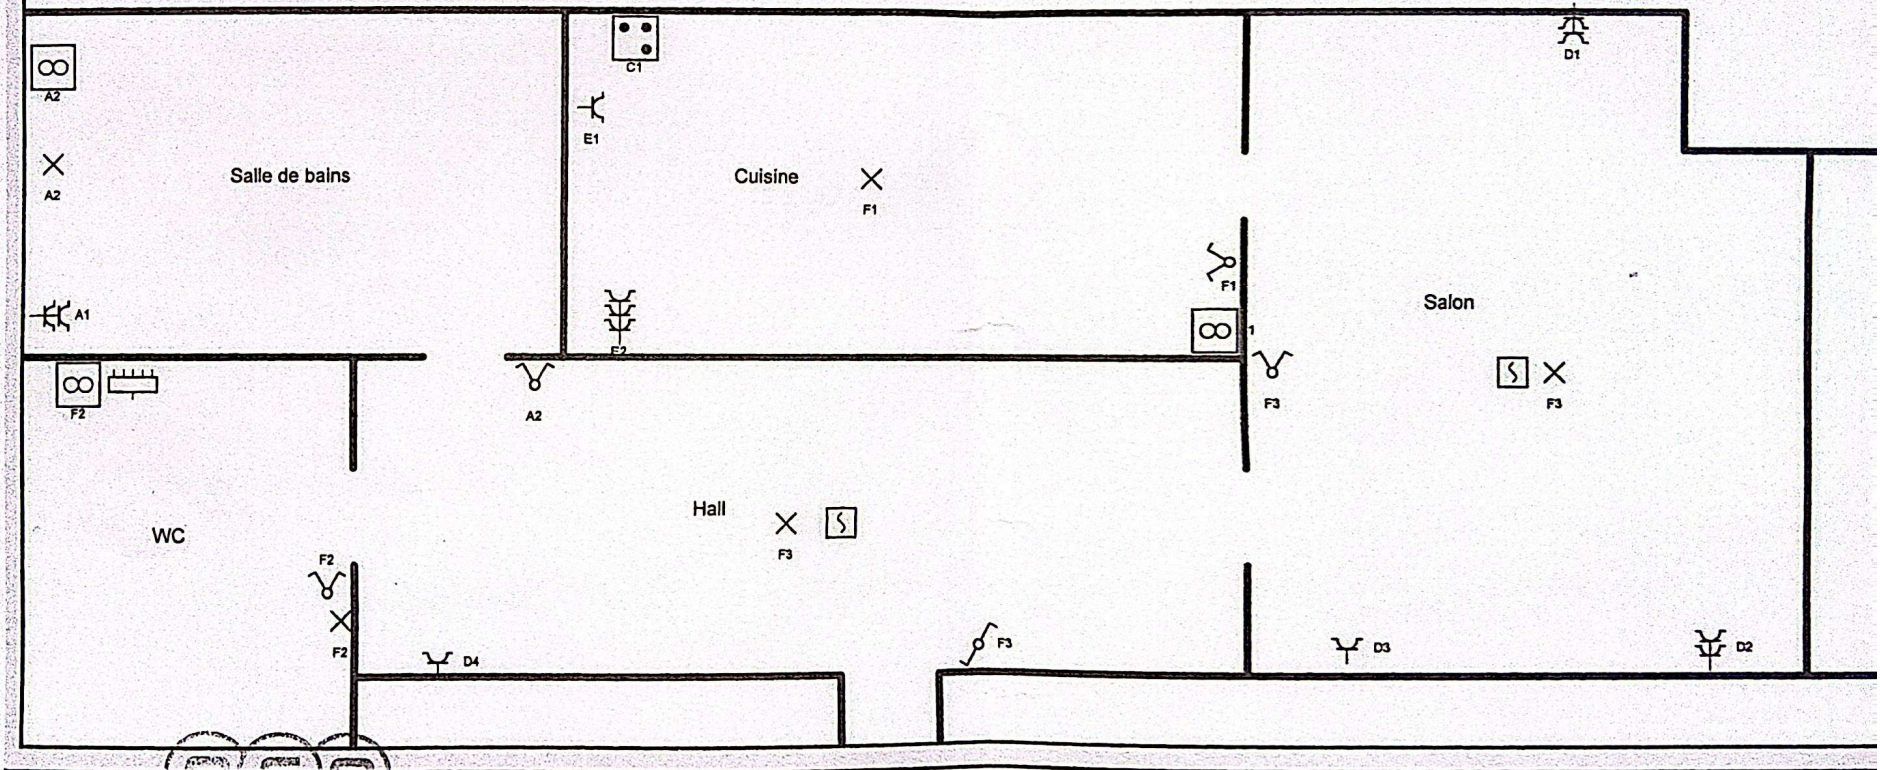 D1
C1
A2
E1
Salle de bains
Cuisine
A2
F1
F1
A1
Salon
1
F2
A2
F3
F3
F2
Hall
WC
F3
F2
F3
F2
D4
D3
D2